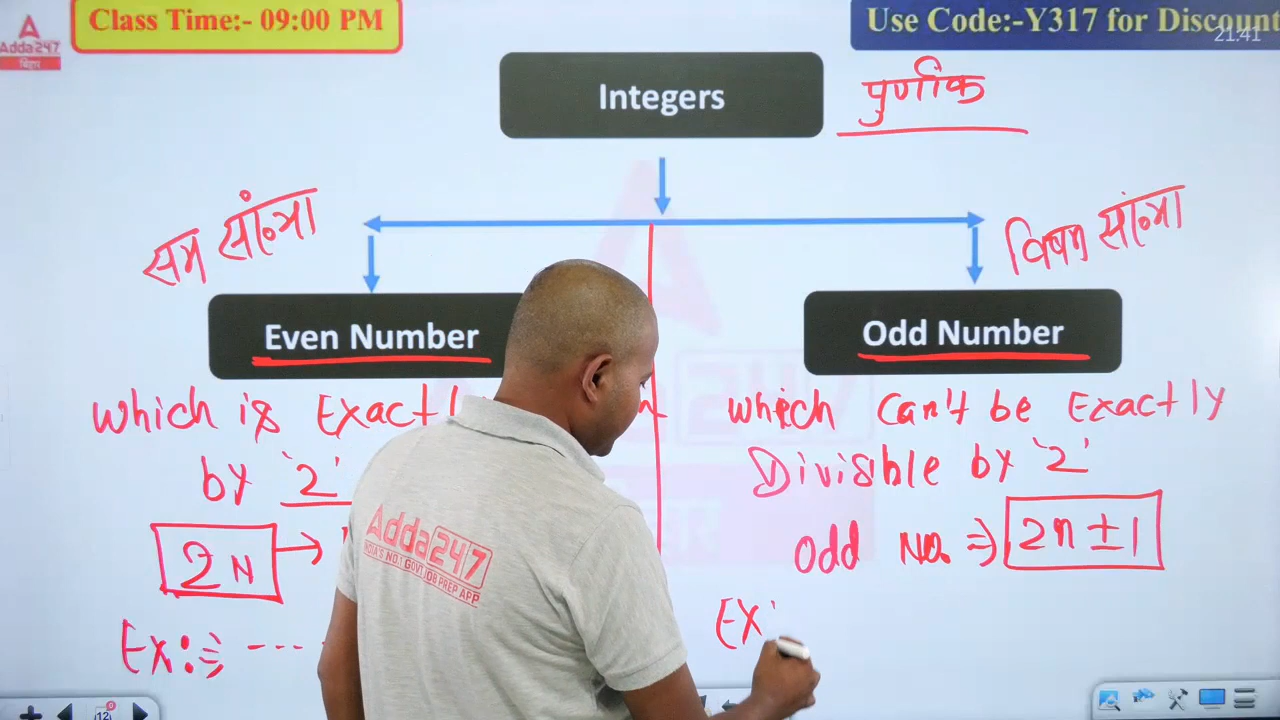 Class Time:- 09:00 PM
Use Code:-Y317 for Discount
21:41
Adda247
बिहार
Integers
पुर्णांक
सम संख्या
विषम संख्या
Even Number
Odd Number
Which is Exactl
by '2'
2N →
Ex:⇒ ---
which can't be Exactly
Divisible by '2'
odd No. ⇒ 2n ± 1
Ex
Adda247
INDIA'S NO.1 GOVT JOB PREP APP
12